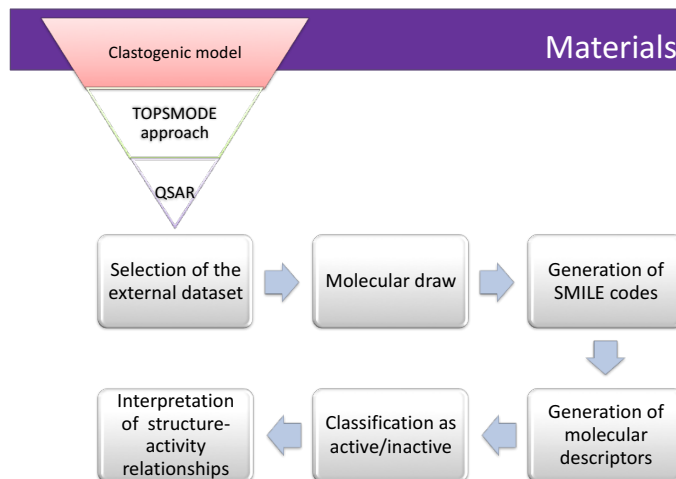 Materials
Clastogenic model
TOPSMODE
approach
QSAR
Selection of the
external dataset
Molecular draw
Generation of
SMILE codes
Interpretation
of structure-
activity
relationships
Classification as
active/inactive
Generation of
molecular
descriptors